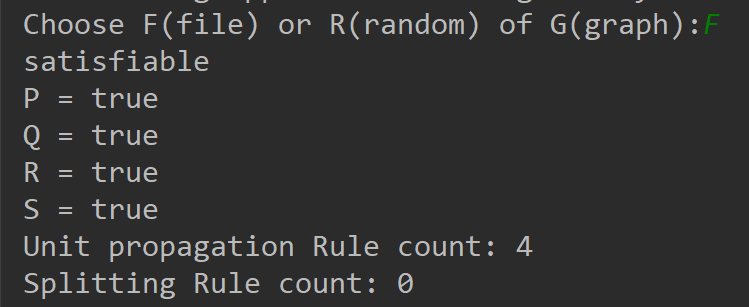 Choose F(file) or R(random) of G(graph):F
satisfiable
P = true
Q = true
R = true
S = true
Unit propagation Rule count: 4
Splitting Rule count: 0